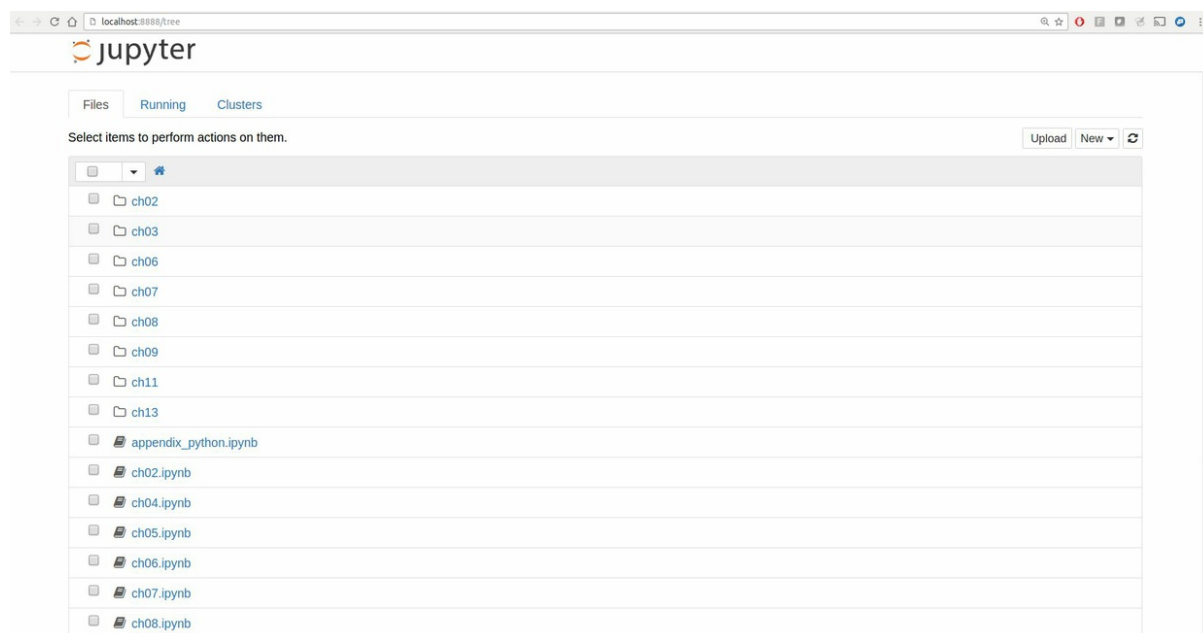 localhost:8888/tree
jupyter
Files Running Clusters
Select items to perform actions on them. Upload New
ch02
ch03
ch06
ch07
ch08
ch09
ch11
ch13
appendix_python.ipynb
ch02.ipynb
ch04.ipynb
ch05.ipynb
ch06.ipynb
ch07.ipynb
ch08.ipynb